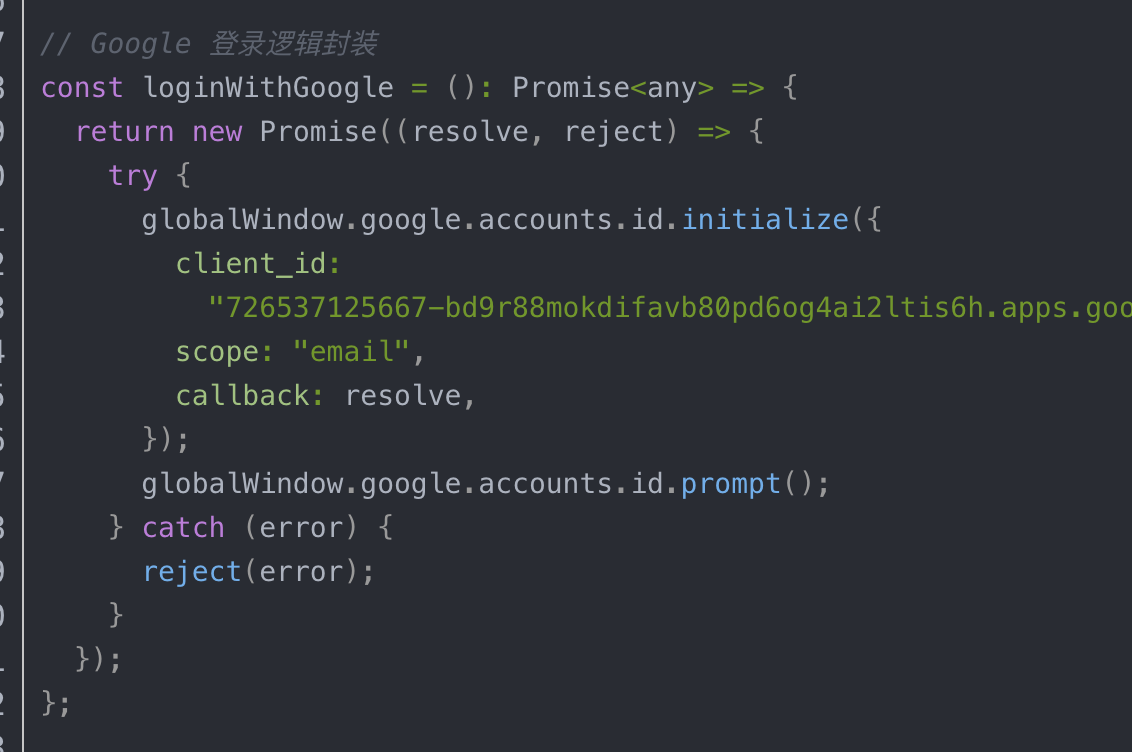 // Google 登录逻辑封装
const loginWithGoogle = (): Promise<any> => {
return new Promise((resolve, reject) => {
try {
globalWindow.google.accounts.id.initialize({
client_id:
"726537125667-bd9r88mokdifavb80pd6og4ai2ltis6h.apps.goo
scope: "email",
callback: resolve,
});
globalWindow.google.accounts.id.prompt();
} catch (error) {
reject(error);
}
});
};